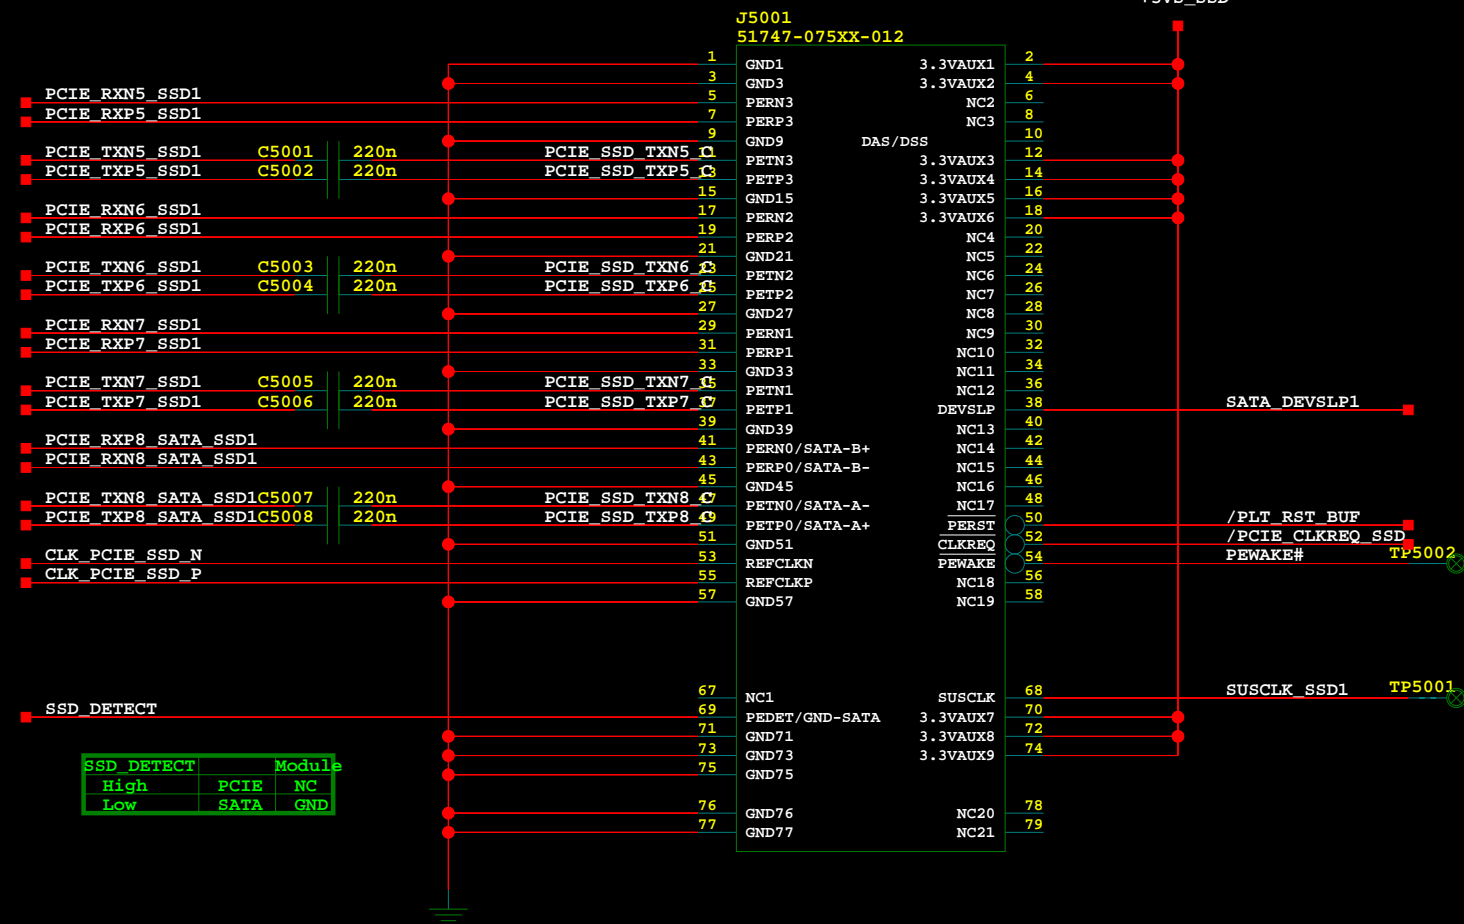 J5001
51747-075XX-012
1 GND1 3.3VAUX1 2
3 GND3 3.3VAUX2 4
PCIE_RXN5_SSD1 5 PERN3 NC2 6
PCIE_RXP5_SSD1 7 PERP3 NC3 8
9 GND9 DAS/DSS 10
PCIE_TXN5_SSD1 C5001 220n PCIE_SSD_TXN5_C 11 PETN3 3.3VAUX3 12
PCIE_TXP5_SSD1 C5002 220n PCIE_SSD_TXP5_C 13 PETP3 3.3VAUX4 14
15 GND15 3.3VAUX5 16
PCIE_RXN6_SSD1 17 PERN2 3.3VAUX6 18
PCIE_RXP6_SSD1 19 PERP2 NC4 20
21 GND21 NC5 22
PCIE_TXN6_SSD1 C5003 220n PCIE_SSD_TXN6_C 23 PETN2 NC6 24
PCIE_TXP6_SSD1 C5004 220n PCIE_SSD_TXP6_C 25 PETP2 NC7 26
27 GND27 NC8 28
PCIE_RXN7_SSD1 29 PERN1 NC9 30
PCIE_RXP7_SSD1 31 PERP1 NC10 32
33 GND33 NC11 34
PCIE_TXN7_SSD1 C5005 220n PCIE_SSD_TXN7_C 35 PETN1 NC12 36
PCIE_TXP7_SSD1 C5006 220n PCIE_SSD_TXP7_C 37 PETP1 DEVSLP 38 SATA_DEVSLP1
39 GND39 NC13 40
PCIE_RXP8_SATA_SSD1 41 PERN0/SATA-B+ NC14 42
PCIE_RXN8_SATA_SSD1 43 PERP0/SATA-B- NC15 44
45 GND45 NC16 46
PCIE_TXN8_SATA_SSD1 C5007 220n PCIE_SSD_TXN8_C 47 PETN0/SATA-A- NC17 48
PCIE_TXP8_SATA_SSD1 C5008 220n PCIE_SSD_TXP8_C 49 PETP0/SATA-A+ PERST 50 /PLT_RST_BUF
51 GND51 CLKREQ 52 /PCIE_CLKREQ_SSD
CLK_PCIE_SSD_N 53 REFCLKN PEWAKE 54 PEWAKE# TP5002
CLK_PCIE_SSD_P 55 REFCLKP NC18 56
57 GND57 NC19 58
67 NC1 SUSCLK 68 SUSCLK_SSD1 TP5001
SSD_DETECT 69 PEDET/GND-SATA 3.3VAUX7 70
71 GND71 3.3VAUX8 72
73 GND73 3.3VAUX9 74
75 GND75
SSD_DETECT Module
High PCIE NC
Low SATA GND
76 GND76 NC20 78
77 GND77 NC21 79